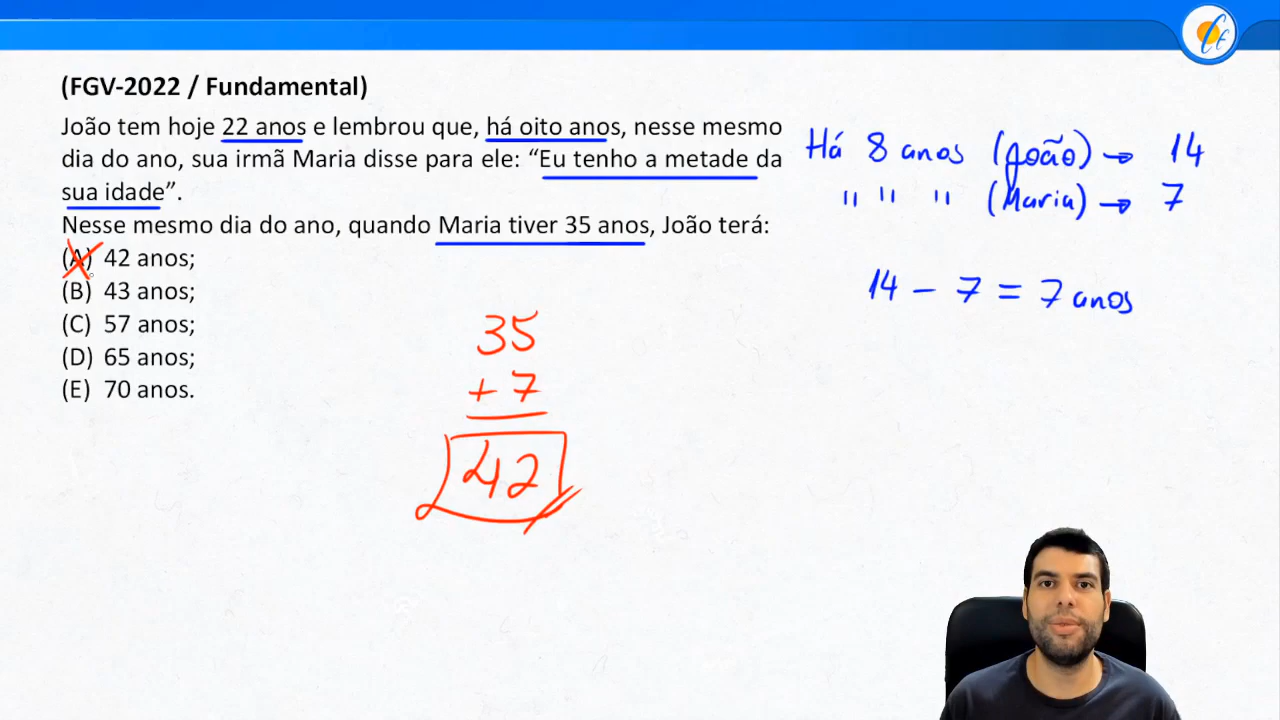 (FGV-2022 / Fundamental)
João tem hoje 22 anos e lembrou que, há oito anos, nesse mesmo
dia do ano, sua irmã Maria disse para ele: “Eu tenho a metade da
sua idade”.
Nesse mesmo dia do ano, quando Maria tiver 35 anos, João terá:
(A) 42 anos;
(B) 43 anos;
(C) 57 anos;
(D) 65 anos;
(E) 70 anos.
Há 8 anos (João) → 14
" " " (Maria) → 7
14 - 7 = 7 anos
35
+ 7
42